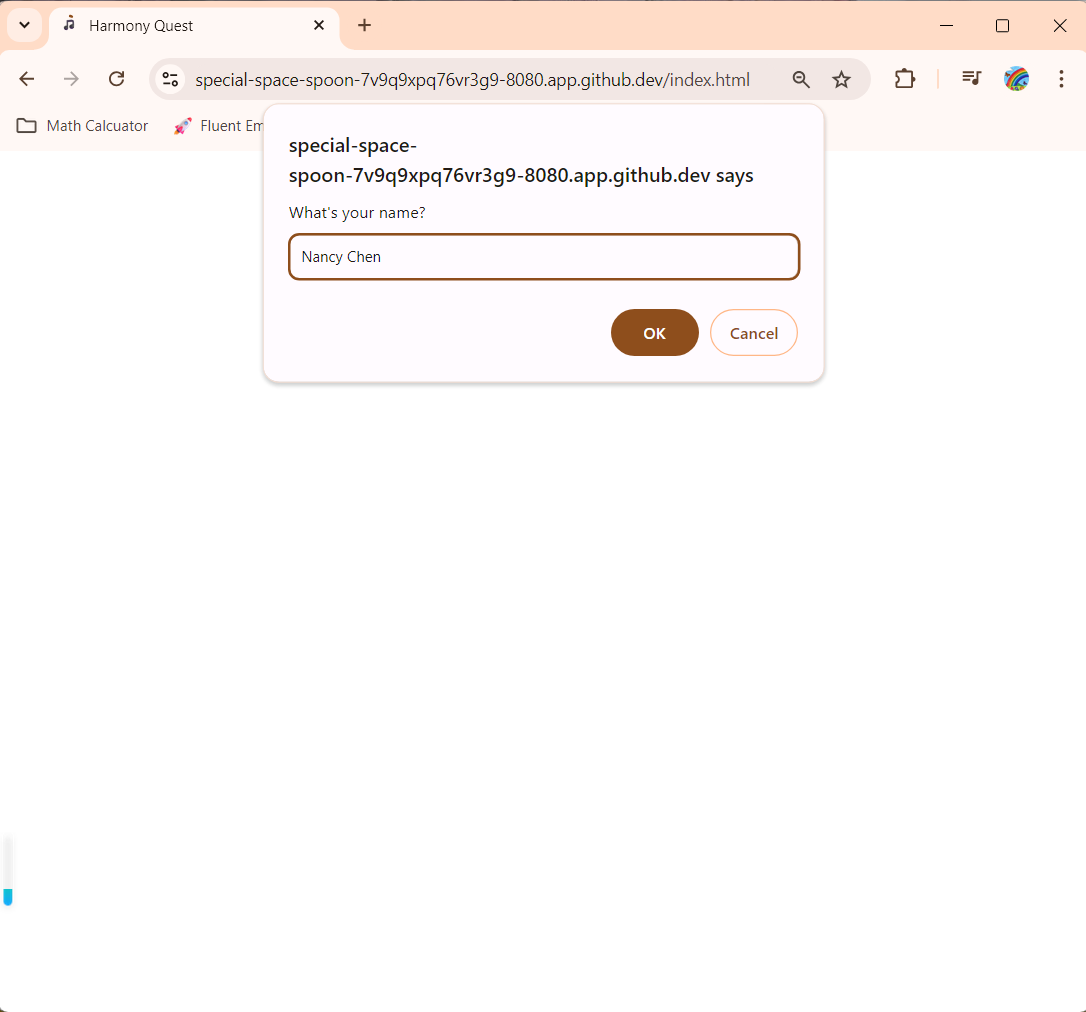 Harmony Quest
special-space-spoon-7v9q9xpq76vr3g9-8080.app.github.dev/index.html
Math Calcuator Fluent Em
special-space-
spoon-7v9q9xpq76vr3g9-8080.app.github.dev says
What's your name?
Nancy Chen
OK Cancel